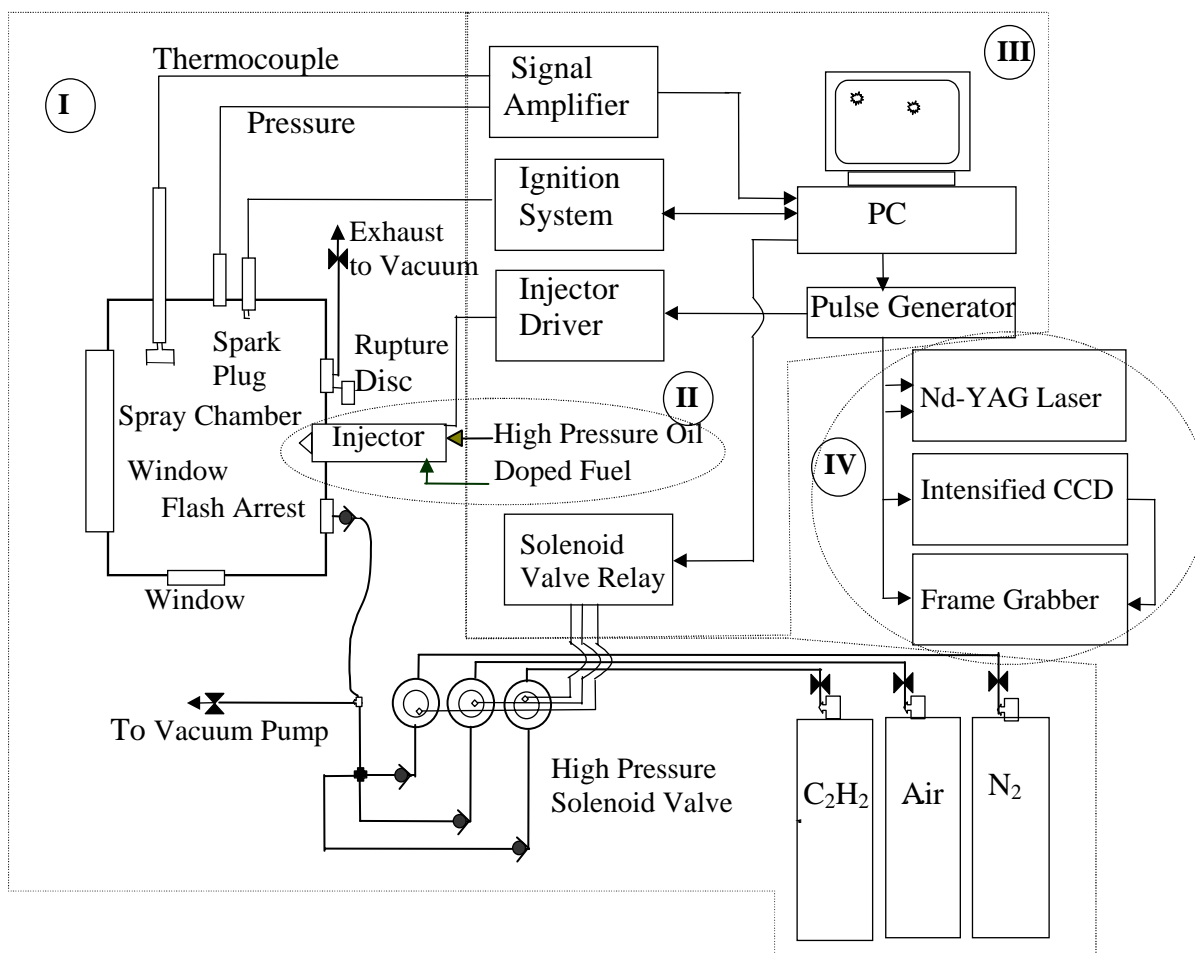 III
I
Thermocouple
Signal
Amplifier
Pressure
Ignition
System
PC
Exhaust
to Vacuum
Injector
Driver
Pulse Generator
Spark
Plug
Rupture
Disc
Spray Chamber
II
Nd-YAG Laser
Injector
High Pressure Oil
Doped Fuel
Window
IV
Flash Arrest
Intensified CCD
Solenoid
Valve Relay
Window
Frame Grabber
To Vacuum Pump
High Pressure
Solenoid Valve
C₂H₂
Air
N₂